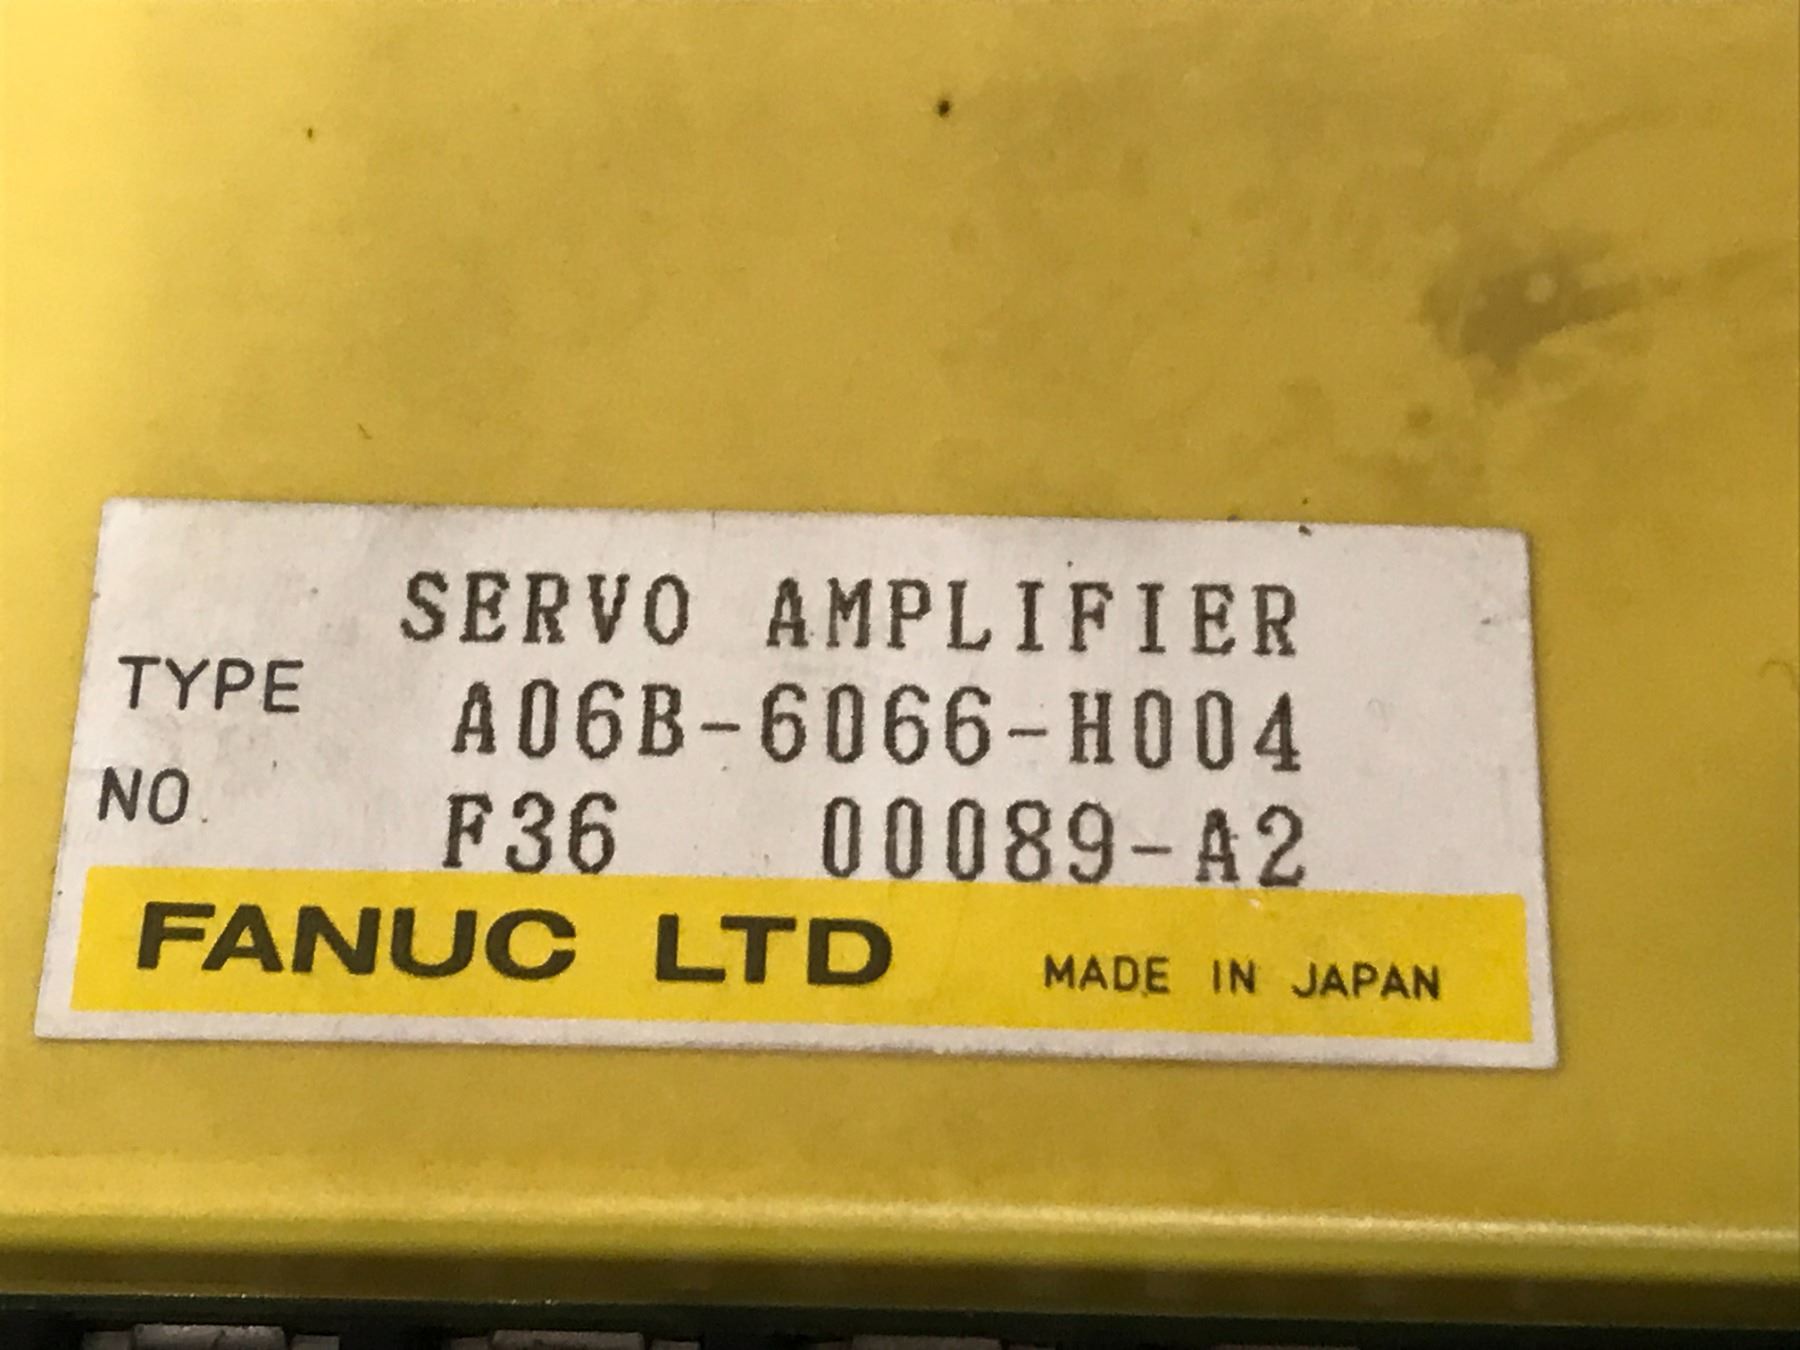 SERVO AMPLIFIER
TYPE A06B-6066-H004
NO. F36 00089-A2
FANUC LTD MADE IN JAPAN